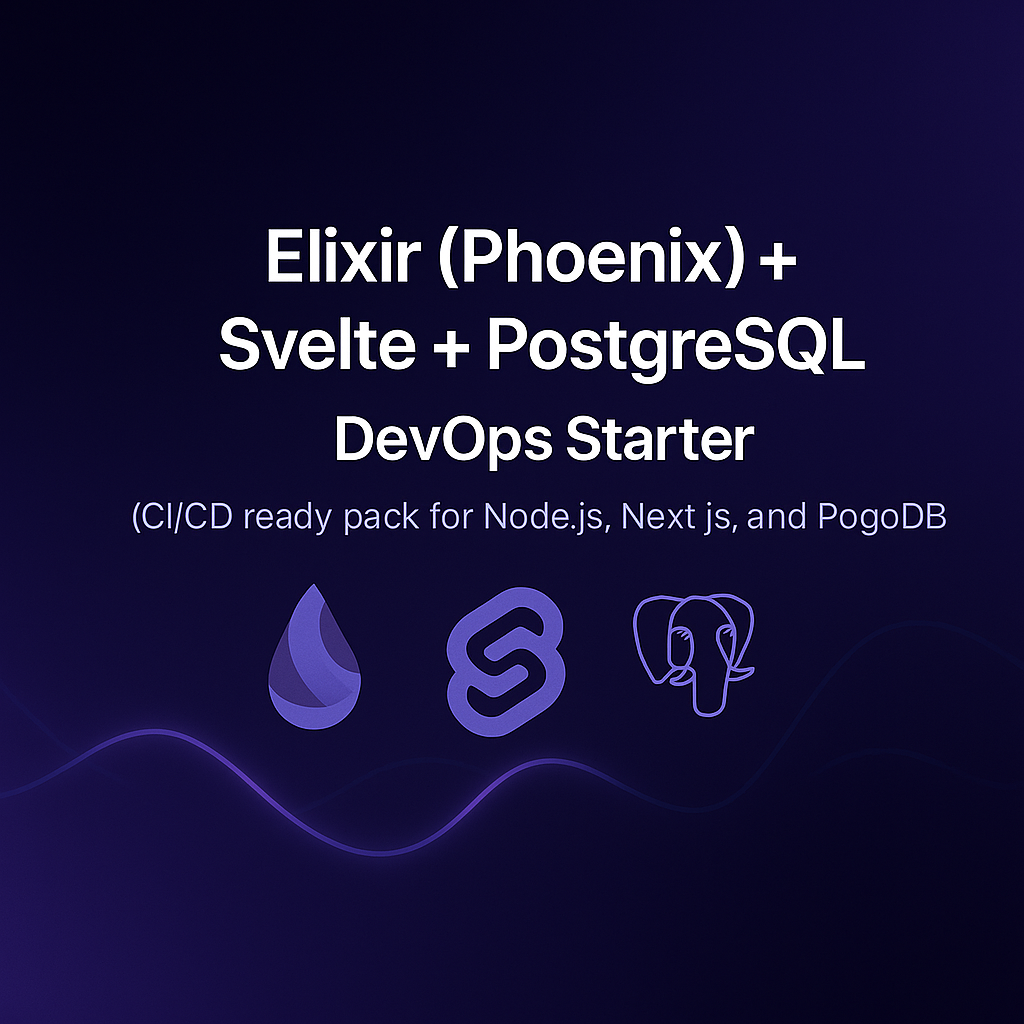 Elixir (Phoenix) +
Svelte + PostgreSQL
DevOps Starter
(CI/CD ready pack for Node.js, Next js, and PogoDB